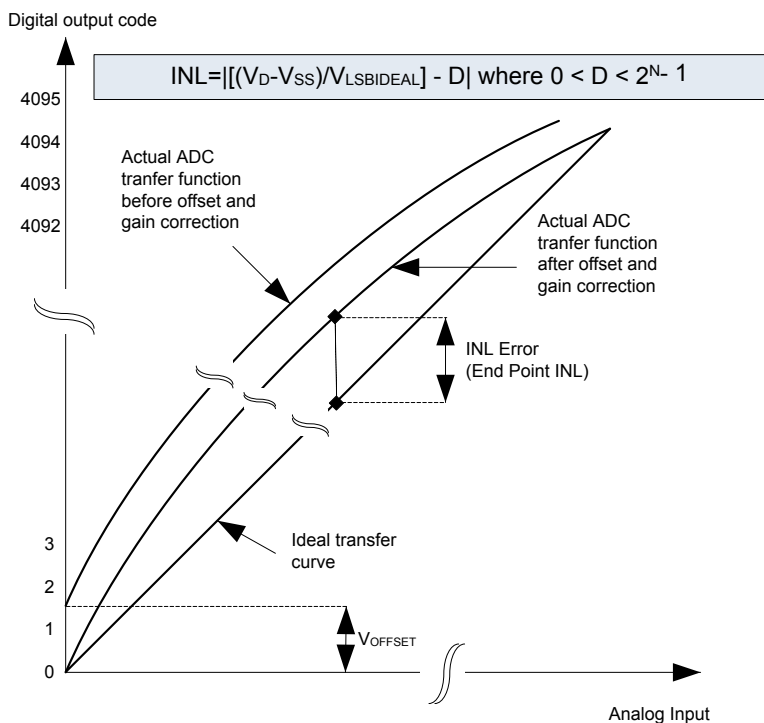 Digital output code
INL=|[(VD-VSS)/VLSBIDEAL] - D| where 0 < D < 2^N- 1
4095
4094
4093
4092
Actual ADC
tranfer function
before offset and
gain correction
Actual ADC
tranfer function
after offset and
gain correction
INL Error
(End Point INL)
Ideal transfer
curve
3
2
1
0
VOFFSET
Analog Input